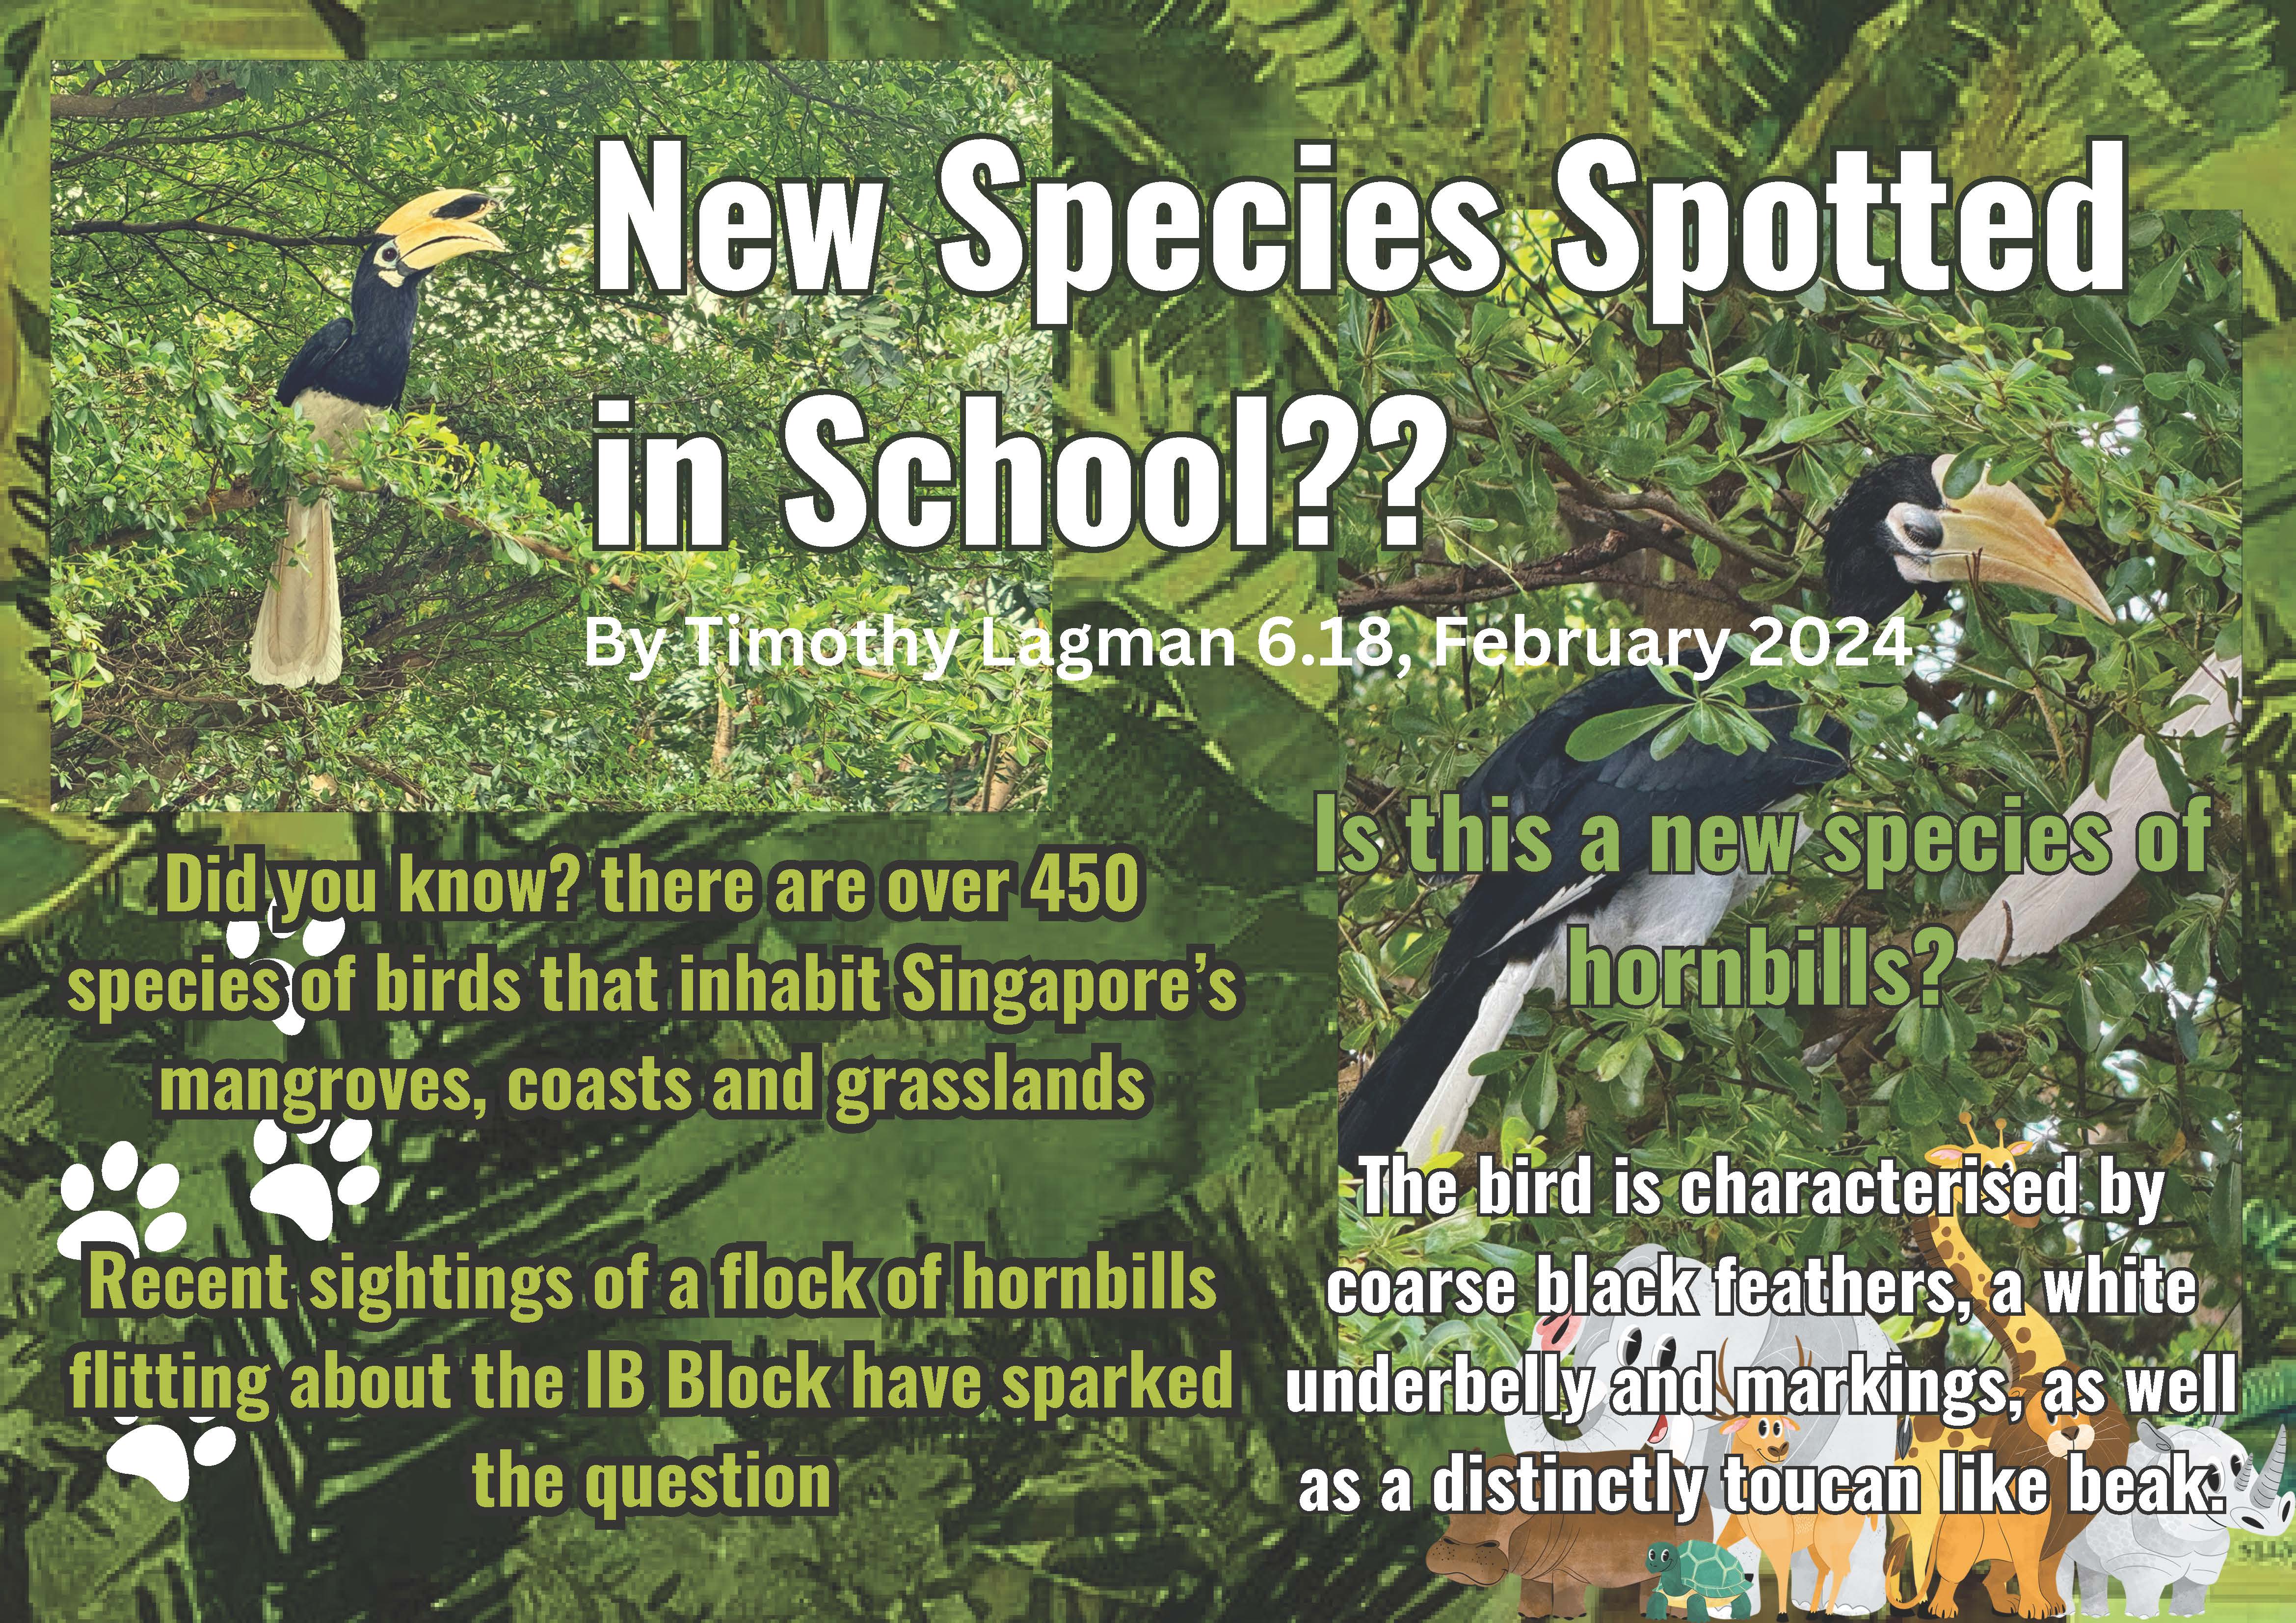 New Species Spotted
in School??
By Timothy Lagman 6.18, February 2024
Did you know? there are over 450
species of birds that inhabit Singapore's
mangroves, coasts and grasslands
Recent sightings of a flock of hornbills
flitting about the IB Block have sparked
the question
Is this a new species of
hornbills?
The bird is characterised by
coarse black feathers, a white
underbelly and markings, as well
as a distinctly toucan like beak.